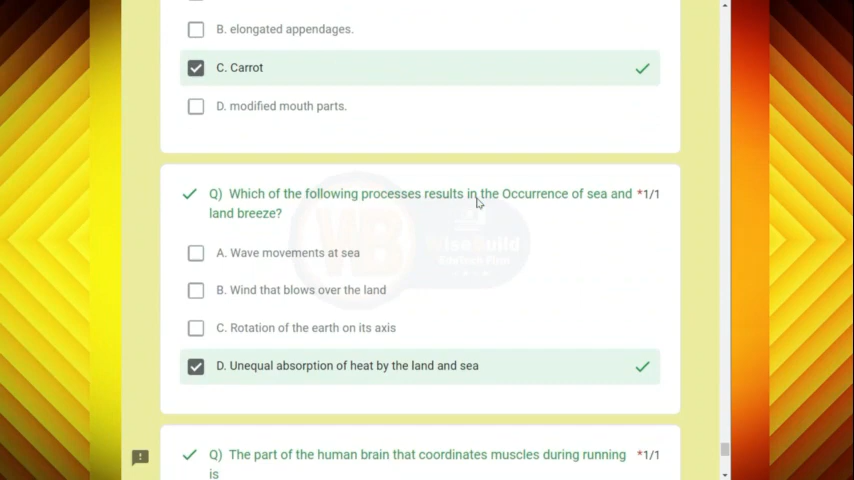 B. elongated appendages.
C. Carrot
D. modified mouth parts.
Q) Which of the following processes results in the Occurrence of sea and *1/1
land breeze?
WB
WiseBuild
A. Wave movements at sea
B. Wind that blows over the land
C. Rotation of the earth on its axis
D. Unequal absorption of heat by the land and sea
Q) The part of the human brain that coordinates muscles during running *1/1
is